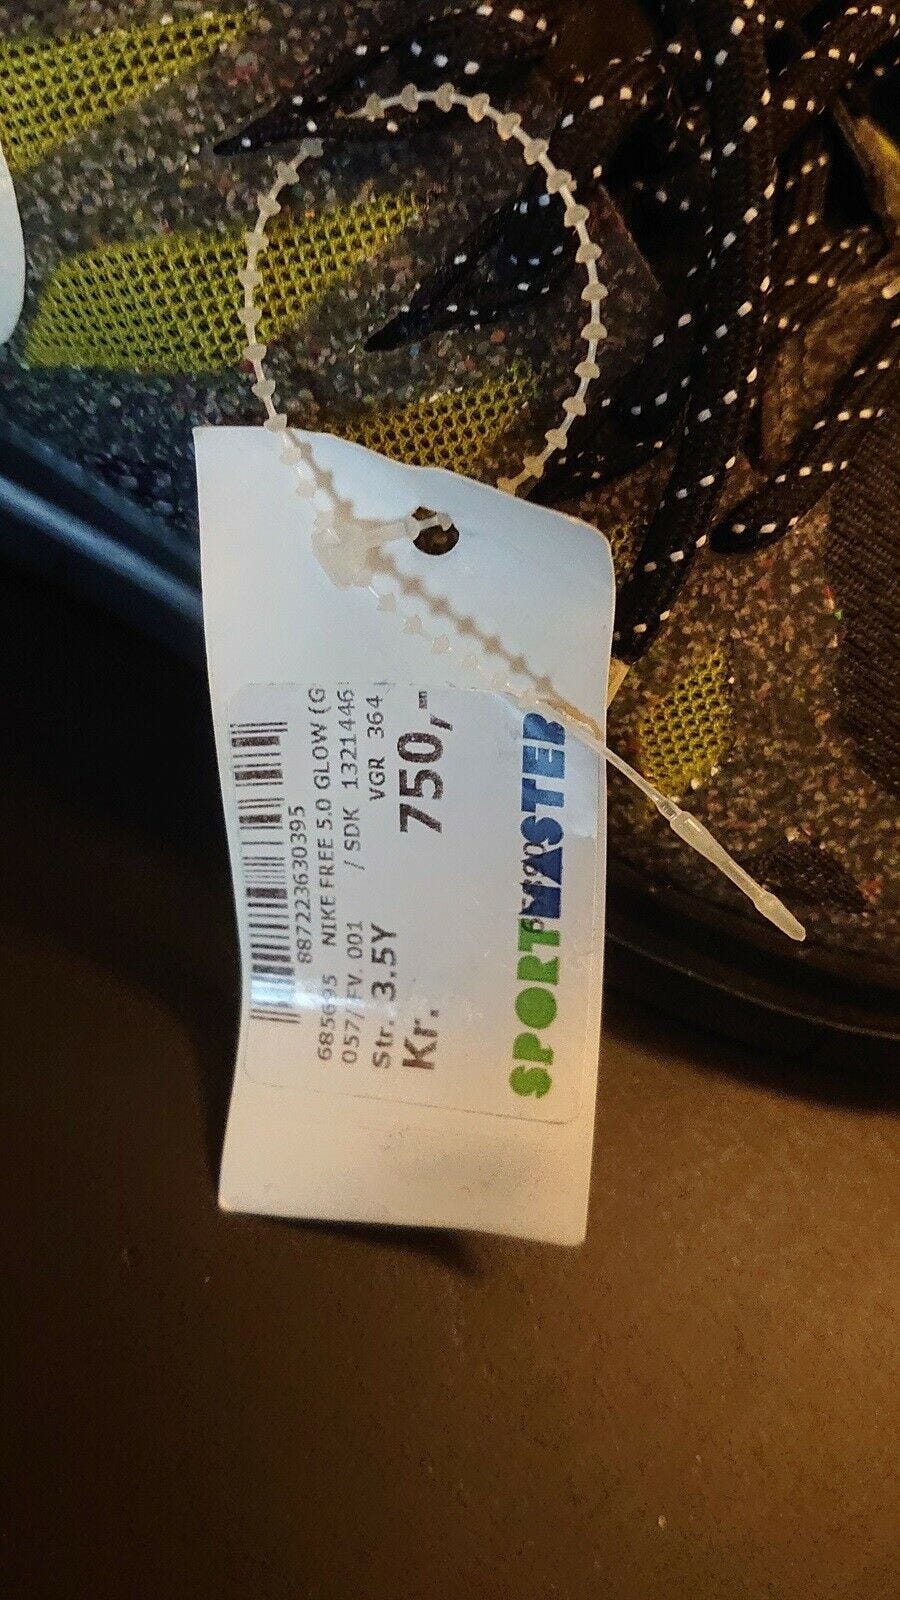 887223630395
685695 NIKE FREE 5.0 GLOW (G
057/FV. 001 / SDK 1321446
Str. 3.5Y VGR 364
Kr. 750,-
SPORTMASTER